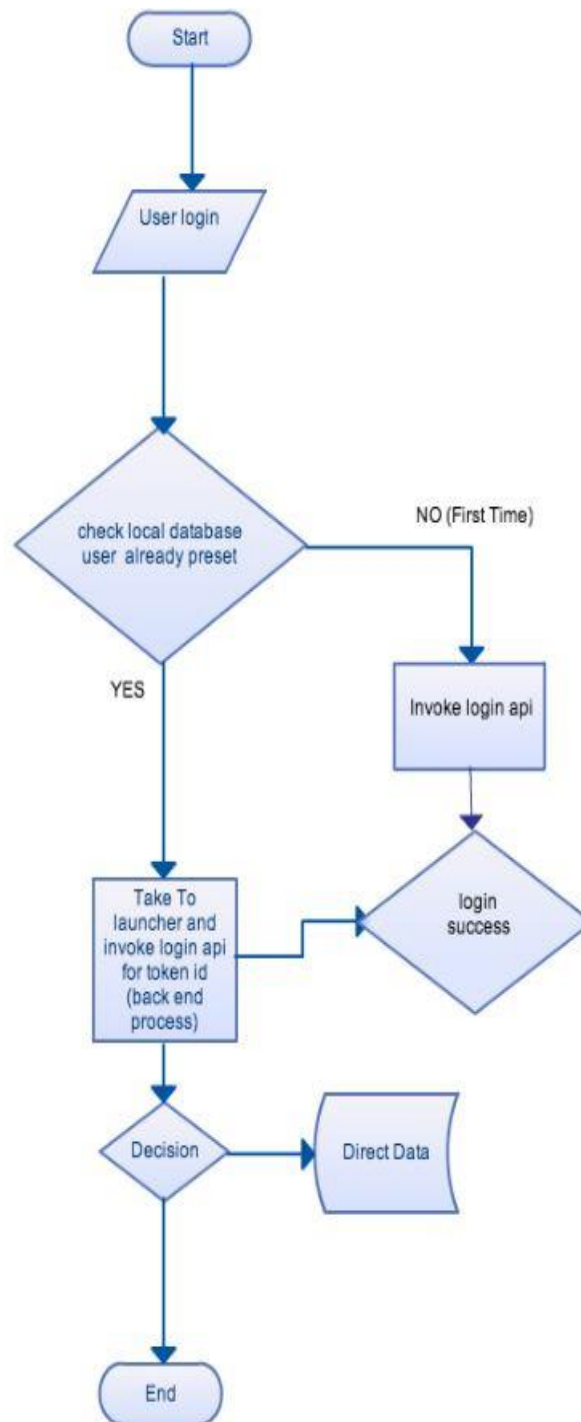 Start
User login
check local database
user already preset
NO (First Time)
YES
Invoke login api
Take To
launcher and
invoke login api
for token id
(back end
process)
login
success
Decision
Direct Data
End